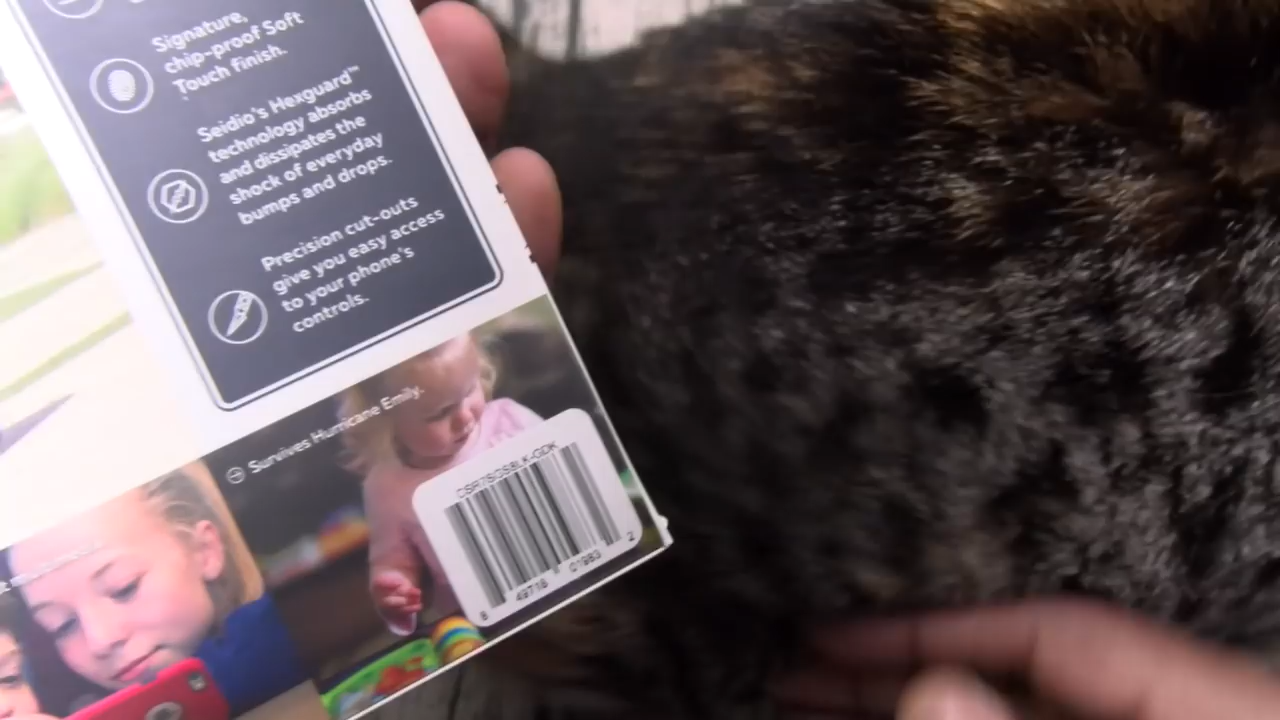 Signature,
chip-proof Soft
Touch finish.
Seidio's Hexguard™
technology absorbs
and dissipates the
shock of everyday
bumps and drops.
Precision cut-outs
give you easy access
to your phone's
controls.
Survives Hurricane Emily.